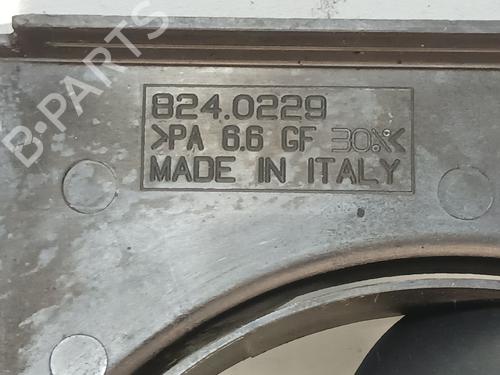 B-PARTS
824.0229
>PA 6.6 GF 30%<
MADE IN ITALY